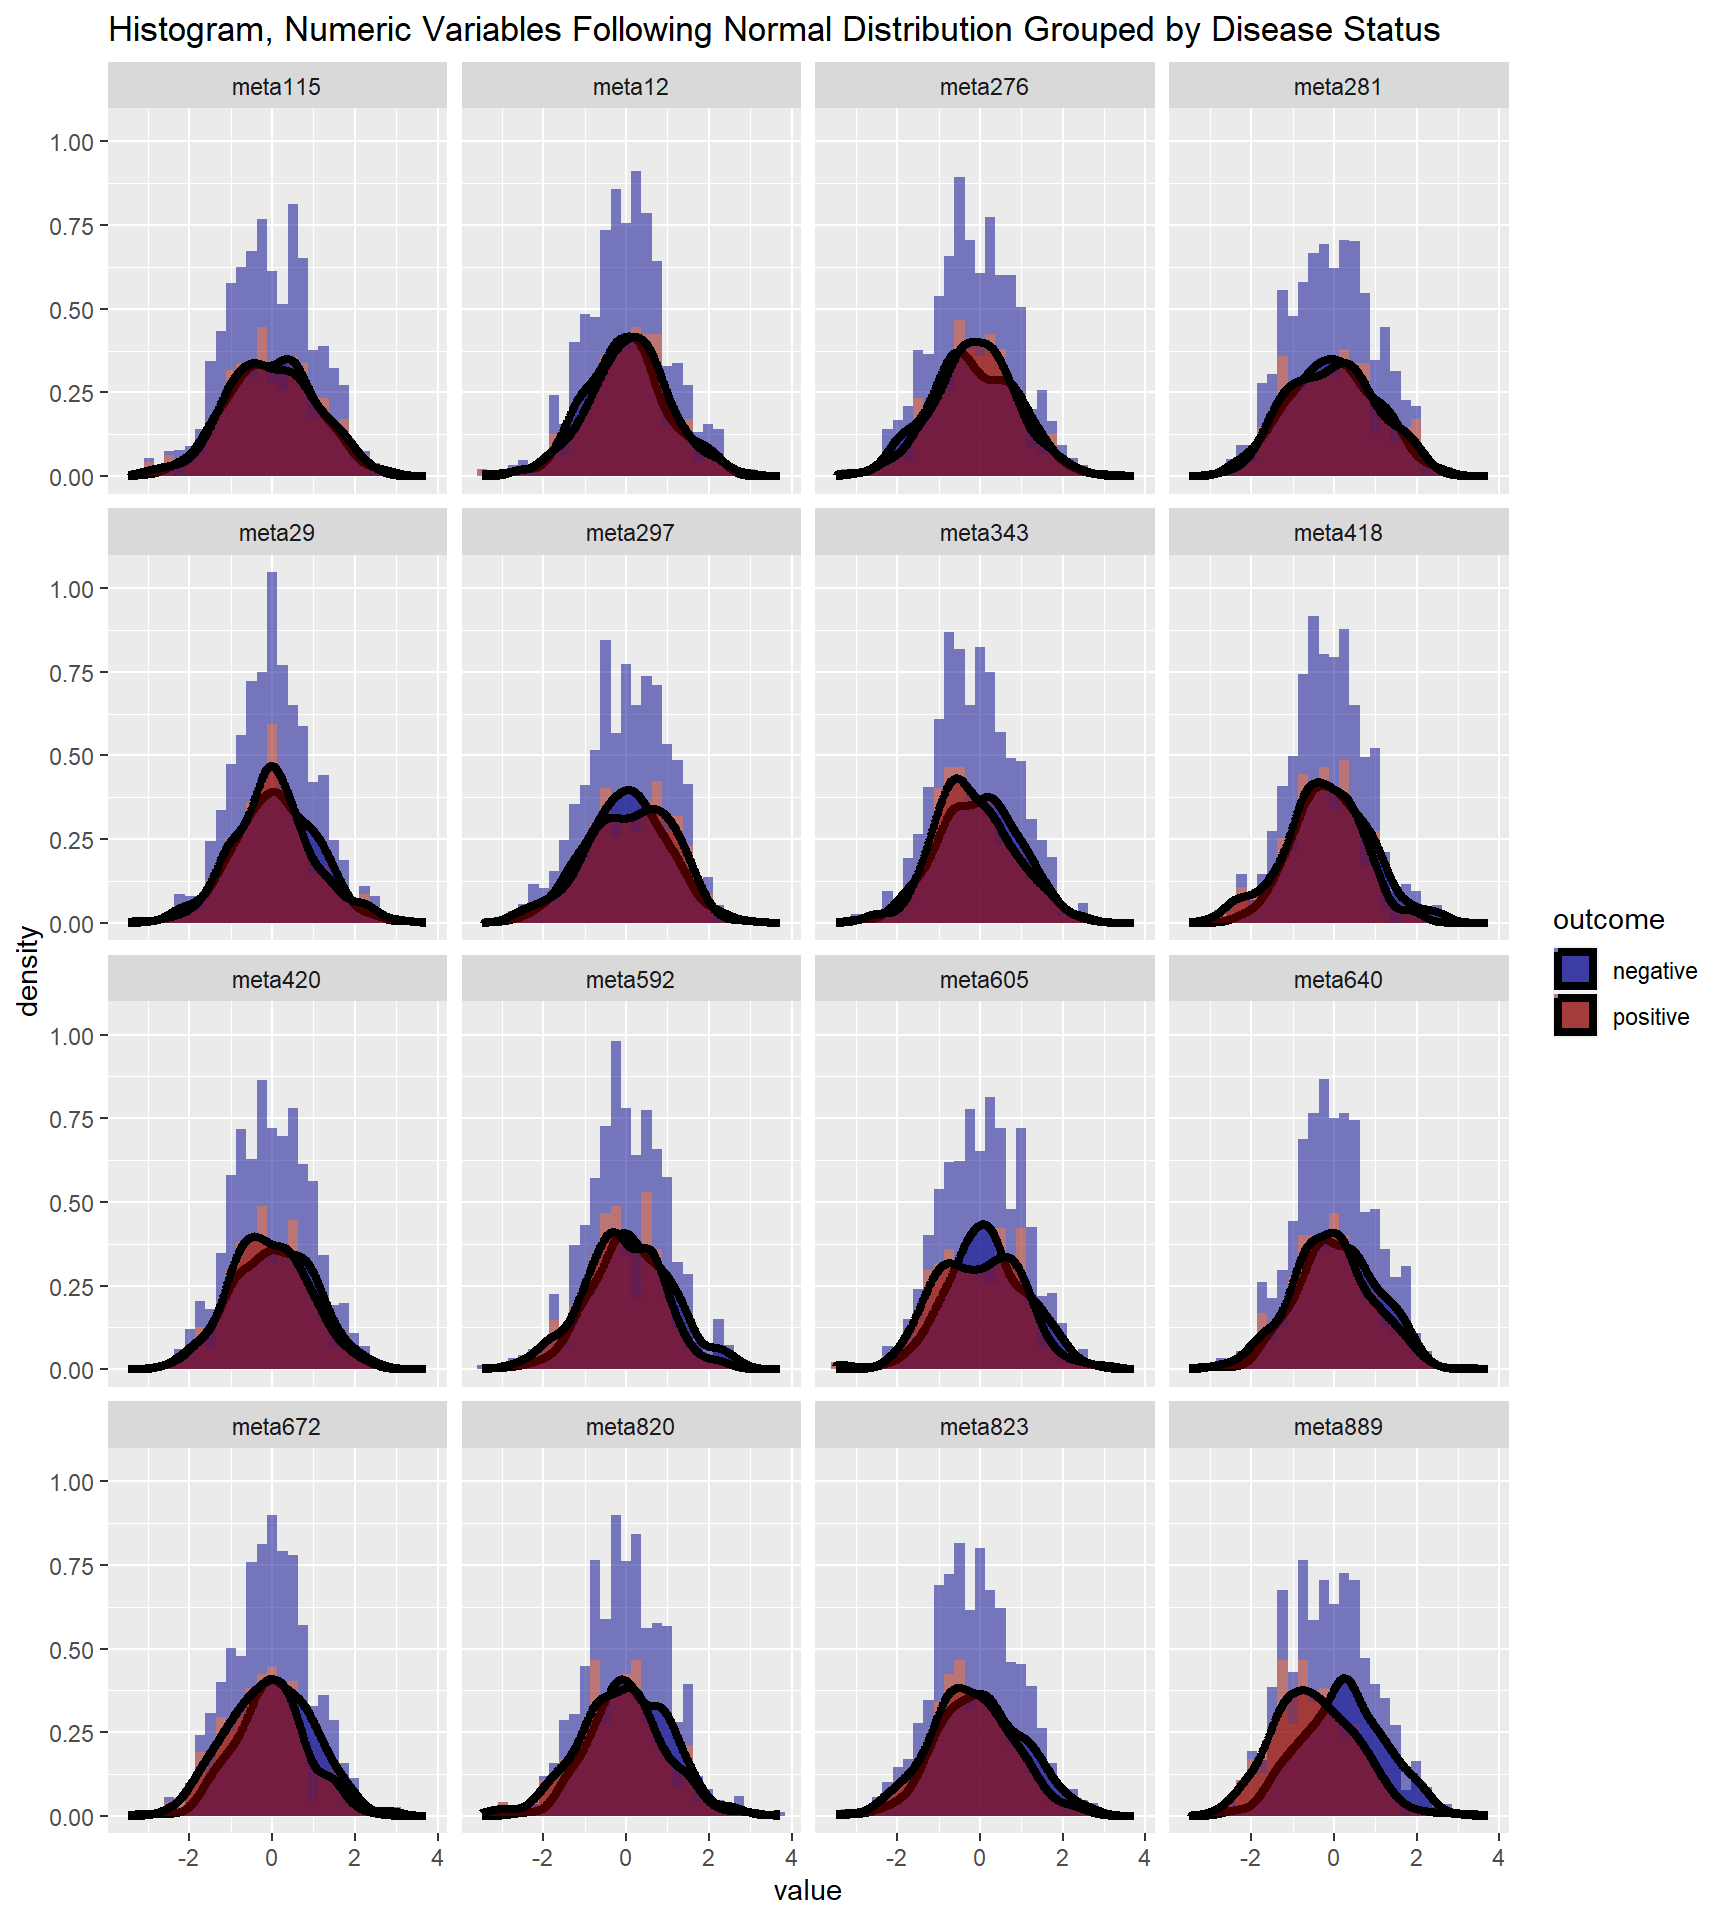 Histogram, Numeric Variables Following Normal Distribution Grouped by Disease Status
meta115 meta12 meta276 meta281
1.00
0.75
0.50
0.25
0.00
meta29 meta297 meta343 meta418
1.00
0.75
0.50
0.25
0.00
meta420 meta592 meta605 meta640
1.00
0.75
0.50
0.25
0.00
meta672 meta820 meta823 meta889
1.00
0.75
0.50
0.25
0.00
-2 0 2 4 -2 0 2 4 -2 0 2 4 -2 0 2 4
value
density
outcome
negative
positive